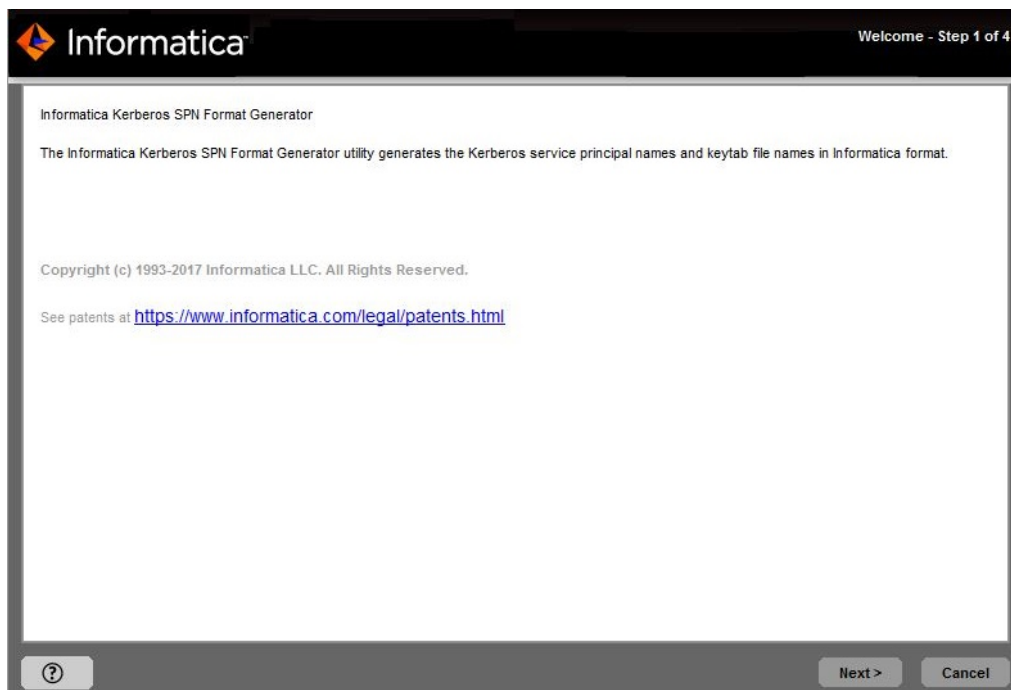 Informatica™
Welcome - Step 1 of 4
Informatica Kerberos SPN Format Generator
The Informatica Kerberos SPN Format Generator utility generates the Kerberos service principal names and keytab file names in Informatica format.
Copyright (c) 1993-2017 Informatica LLC. All Rights Reserved.
See patents at https://www.informatica.com/legal/patents.html
?
Next >
Cancel